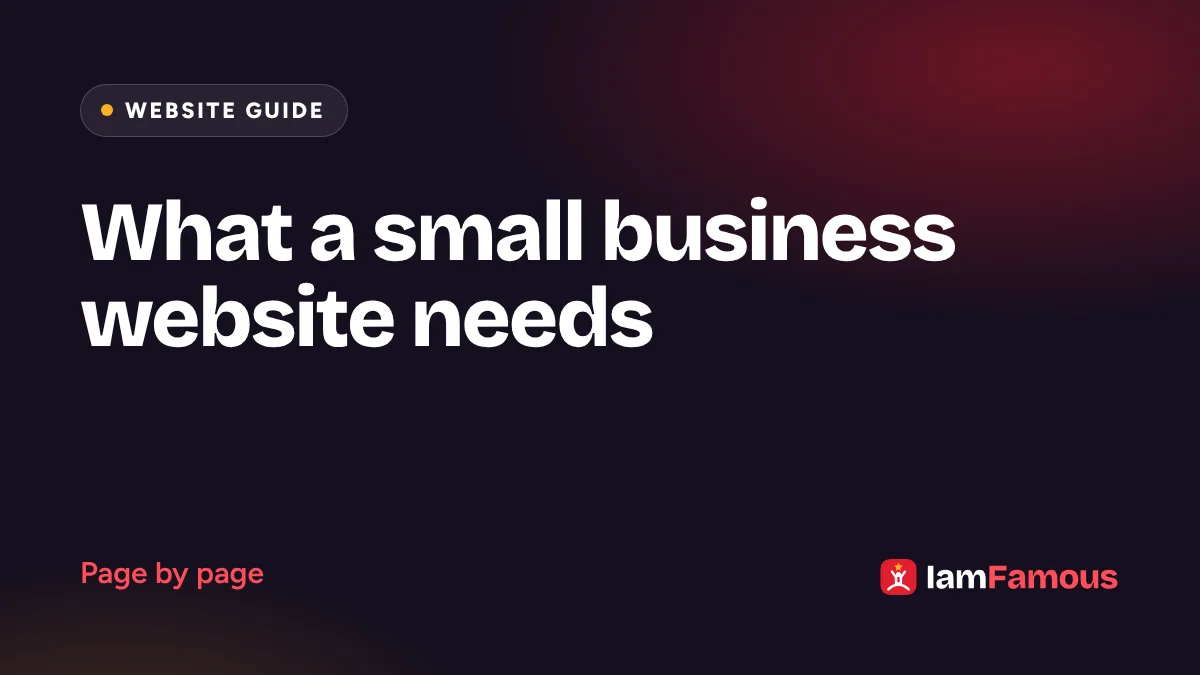 WEBSITE GUIDE
What a small business
website needs
Page by page
IamFamous